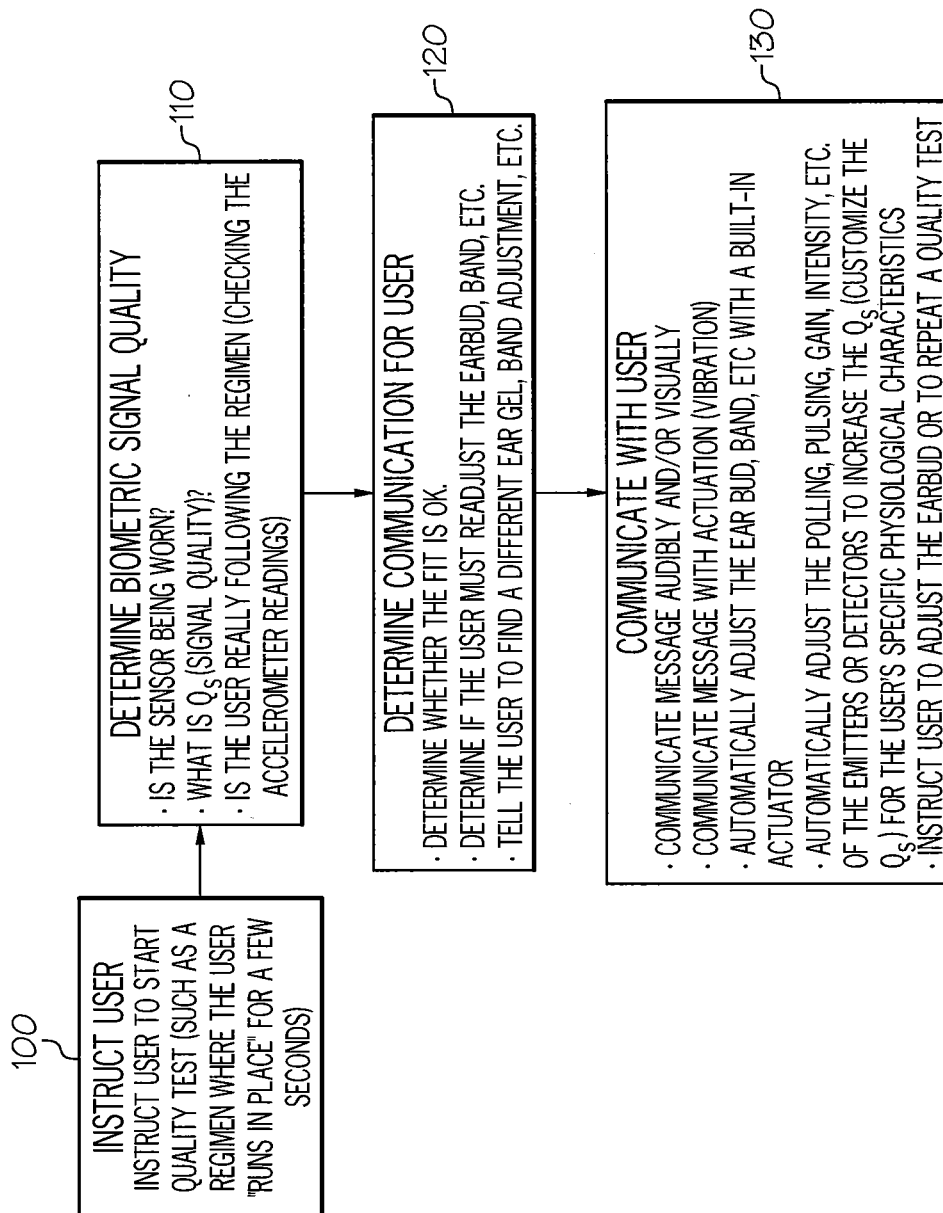 100
INSTRUCT USER
INSTRUCT USER TO START
QUALITY TEST (SUCH AS A
REGIMEN WHERE THE USER
"RUNS IN PLACE" FOR A FEW
SECONDS)
110
DETERMINE BIOMETRIC SIGNAL QUALITY
· IS THE SENSOR BEING WORN?
· WHAT IS QS (SIGNAL QUALITY)?
· IS THE USER REALLY FOLLOWING THE REGIMEN (CHECKING THE
ACCELEROMETER READINGS)
120
DETERMINE COMMUNICATION FOR USER
· DETERMINE WHETHER THE FIT IS OK.
· DETERMINE IF THE USER MUST READJUST THE EARBUD, BAND, ETC.
· TELL THE USER TO FIND A DIFFERENT EAR GEL, BAND ADJUSTMENT, ETC.
130
COMMUNICATE WITH USER
· COMMUNICATE MESSAGE AUDIBLY AND/OR VISUALLY
· COMMUNICATE MESSAGE WITH ACTUATION (VIBRATION)
· AUTOMATICALLY ADJUST THE EAR BUD, BAND, ETC WITH A BUILT-IN
ACTUATOR
· AUTOMATICALLY ADJUST THE POLLING, PULSING, GAIN, INTENSITY, ETC.
OF THE EMITTERS OR DETECTORS TO INCREASE THE QS (CUSTOMIZE THE
QS) FOR THE USER'S SPECIFIC PHYSIOLOGICAL CHARACTERISTICS
· INSTRUCT USER TO ADJUST THE EARBUD OR TO REPEAT A QUALITY TEST